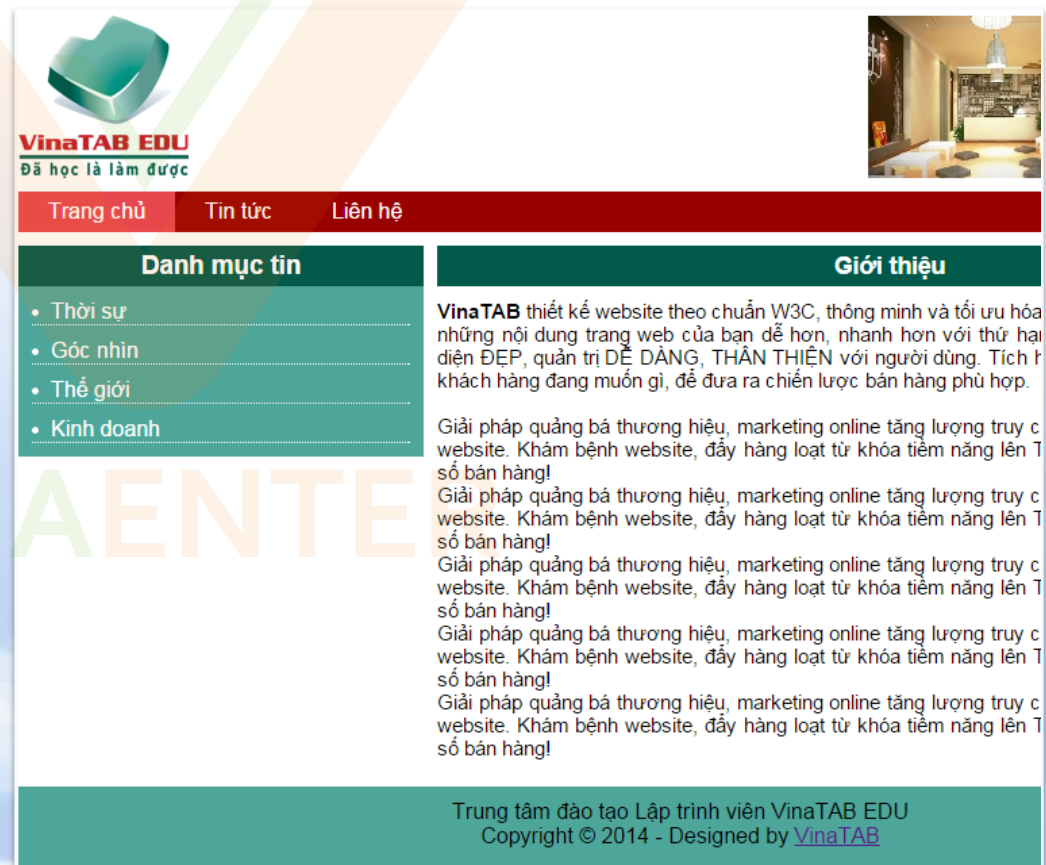 VinaTAB EDU
Đã học là làm được
Trang chủ Tin tức Liên hệ
Danh mục tin
Thời sự
Góc nhìn
Thế giới
Kinh doanh
Giới thiệu
VinaTAB thiết kế website theo chuẩn W3C, thông minh và tối ưu hóa
những nội dung trang web của bạn dễ hơn, nhanh hơn với thứ hạ
diện ĐẸP, quản trị DỄ DÀNG, THÂN THIỆN với người dùng. Tích
khách hàng đang muốn gì, để đưa ra chiến lược bán hàng phù hợp.
Giải pháp quảng bá thương hiệu, marketing online tăng lượng truy c
website. Khám bệnh website, đẩy hàng loạt từ khóa tiềm năng lên
số bán hàng!
Giải pháp quảng bá thương hiệu, marketing online tăng lượng truy c
website. Khám bệnh website, đẩy hàng loạt từ khóa tiềm năng lên
số bán hàng!
Giải pháp quảng bá thương hiệu, marketing online tăng lượng truy c
website. Khám bệnh website, đẩy hàng loạt từ khóa tiềm năng lên
số bán hàng!
Giải pháp quảng bá thương hiệu, marketing online tăng lượng truy c
website. Khám bệnh website, đẩy hàng loạt từ khóa tiềm năng lên
số bán hàng!
Giải pháp quảng bá thương hiệu, marketing online tăng lượng truy c
website. Khám bệnh website, đẩy hàng loạt từ khóa tiềm năng lên
số bán hàng!
AENTER
Trung tâm đào tạo Lập trình viên VinaTAB EDU
Copyright © 2014 - Designed by VinaTAB